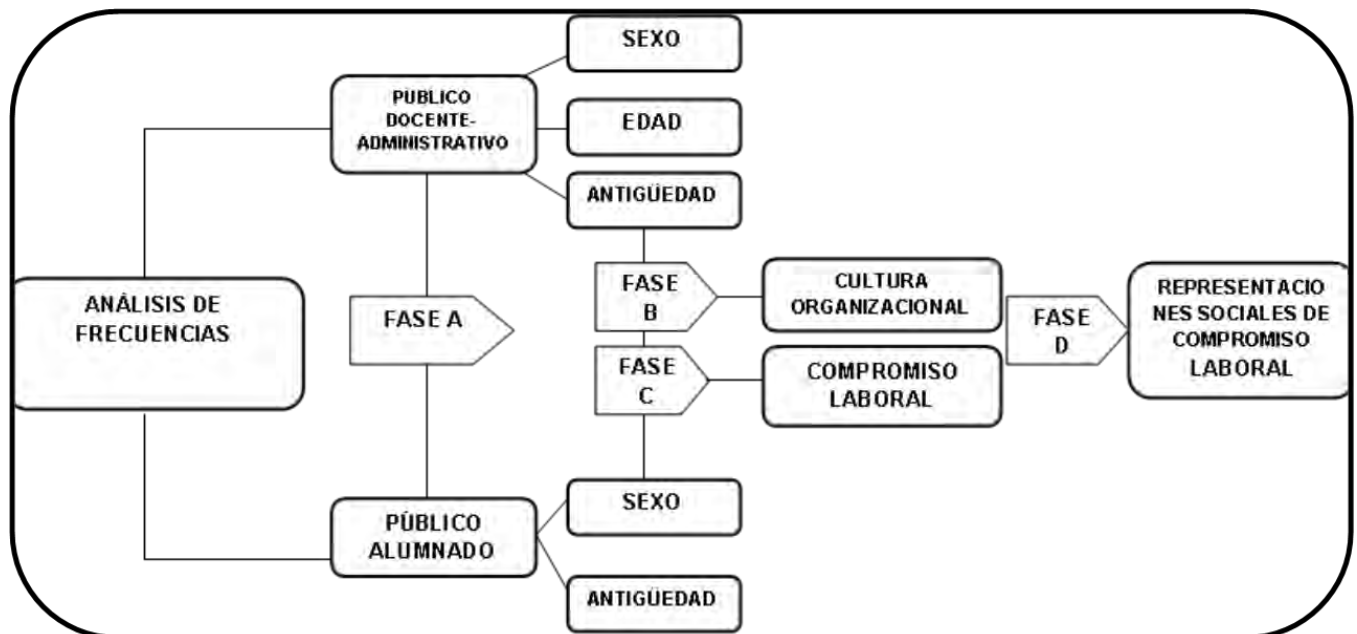 SEXO
PÚBLICO
DOCENTE-
ADMINISTRATIVO
EDAD
ANTIGÜEDAD
ANÁLISIS DE
FRECUENCIAS
FASE A
FASE
B
CULTURA
ORGANIZACIONAL
FASE
C
COMPROMISO
LABORAL
FASE
D
REPRESENTACIO
NES SOCIALES DE
COMPROMISO
LABORAL
PÚBLICO
ALUMNADO
SEXO
ANTIGÜEDAD